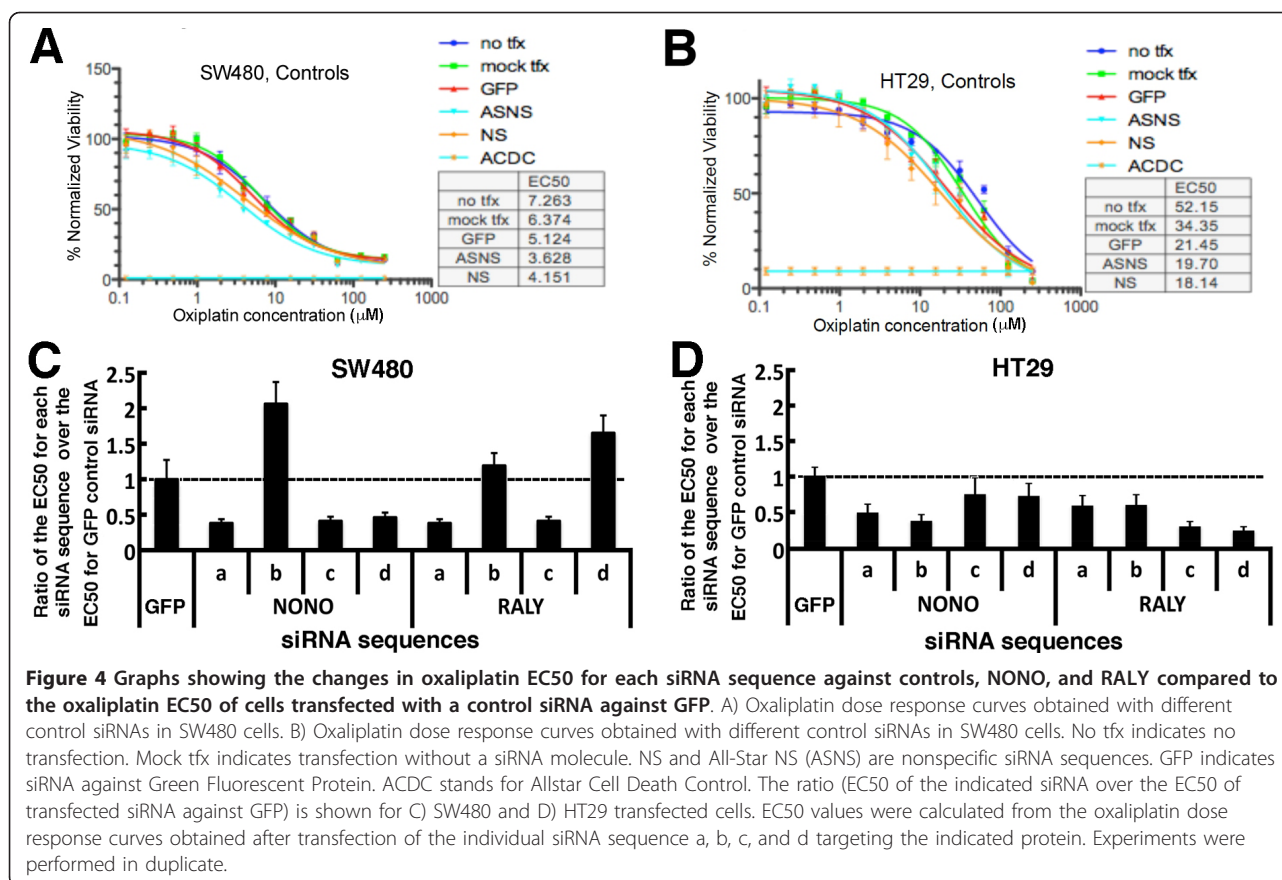 A
SW480, Controls
% Normalized Viability
150
100
50
0
0.1 1 10 100 1000
Oxiplatin concentration (μM)
no tfx
mock tfx
GFP
ASNS
NS
ACDC
EC50
no tfx 7.263
mock tfx 6.374
GFP 5.124
ASNS 3.628
NS 4.151
B
HT29, Controls
% Normalized Viability
100
50
0
0.1 1 10 100 1000
Oxiplatin concentration (μM)
no tfx
mock tfx
GFP
ASNS
NS
ACDC
EC50
no tfx 52.15
mock tfx 34.35
GFP 21.45
ASNS 19.70
NS 18.14
C
SW480
Ratio of the EC50 for each
siRNA sequence over the
EC50 for GFP control siRNA
2.5
2
1.5
1
0.5
0
a b c d a b c d
GFP NONO RALY
siRNA sequences
D
HT29
Ratio of the EC50 for each
siRNA sequence over the
EC50 for GFP control siRNA
2.5
2
1.5
1
0.5
0
a b c d a b c d
GFP NONO RALY
siRNA sequences
Figure 4 Graphs showing the changes in oxaliplatin EC50 for each siRNA sequence against controls, NONO, and RALY compared to
the oxaliplatin EC50 of cells transfected with a control siRNA against GFP. A) Oxaliplatin dose response curves obtained with different
control siRNAs in SW480 cells. B) Oxaliplatin dose response curves obtained with different control siRNAs in SW480 cells. No tfx indicates no
transfection. Mock tfx indicates transfection without a siRNA molecule. NS and All-Star NS (ASNS) are nonspecific siRNA sequences. GFP indicates
siRNA against Green Fluorescent Protein. ACDC stands for Allstar Cell Death Control. The ratio (EC50 of the indicated siRNA over the EC50 of
transfected siRNA against GFP) is shown for C) SW480 and D) HT29 transfected cells. EC50 values were calculated from the oxaliplatin dose
response curves obtained after transfection of the individual siRNA sequence a, b, c, and d targeting the indicated protein. Experiments were
performed in duplicate.